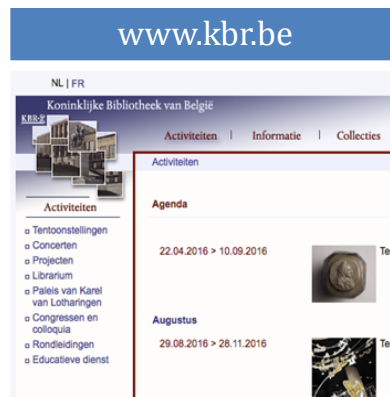 www.kbr.be
NL | FR
Koninklijke Bibliotheek van België
KBR
Activiteiten | Informatie | Collecties
Activiteiten
Activiteiten
Tentoonstellingen
Concerten
Projecten
Librarium
Paleis van Karel
van Lotharingen
Congressen en
colloquia
Rondleidingen
Educatieve dienst
Agenda
22.04.2016 > 10.09.2016
Te
Augustus
29.08.2016 > 28.11.2016
Te